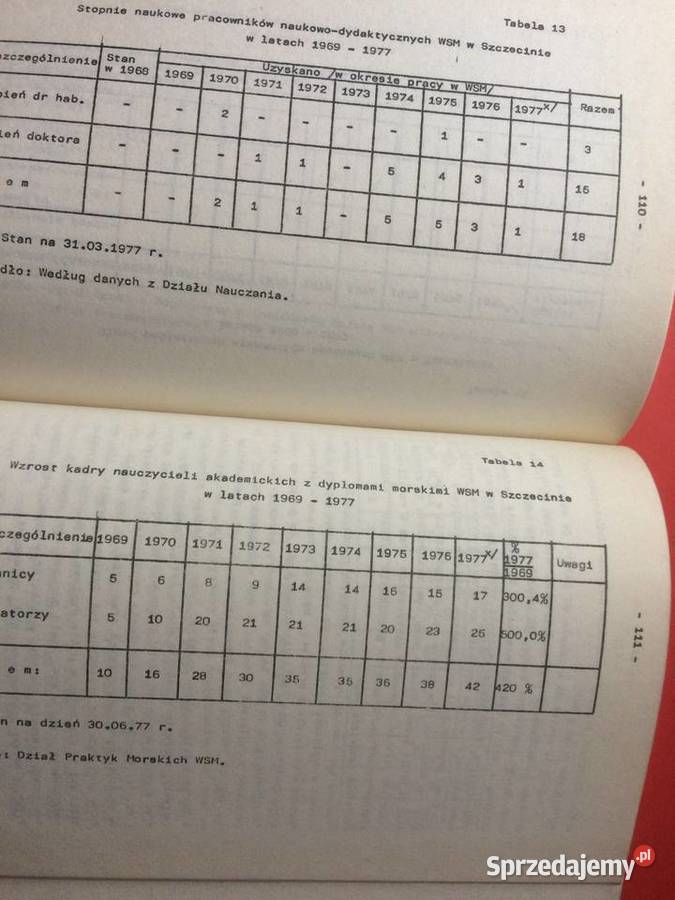 Tabela 13
Stopnie naukowe pracowników naukowo-dydaktycznych WSM w Szczecinie
w latach 1969 - 1977
szczególnienie Stan w 1968 Uzyskano /w okresie pracy w WSM/ Razem
1969 1970 1971 1972 1973 1974 1975 1976 1977x/
pień dr hab. - - 2 - - - - 1 - - 3
ień doktora - - - 1 1 - 5 4 3 1 15
e m - - 2 1 1 - 5 5 3 1 18
Stan na 31.03.1977 r.
dło: Według danych z Działu Nauczania.
- 110 -
Tabela 14
Wzrost kadry nauczycieli akademickich z dyplomami morskimi WSM w Szczecinie
w latach 1969 - 1977
zczególnienie 1969 1970 1971 1972 1973 1974 1975 1976 1977x/ % 1977 1969 Uwagi
anicy 5 6 8 9 14 14 16 15 17 300,4%
atorzy 5 10 20 21 21 21 20 23 25 500,0%
e m: 10 16 28 30 35 35 36 38 42 420 %
n na dzień 30.06.77 r.
: Dział Praktyk Morskich WSM.
- 111 -
Sprzedajemy.pl